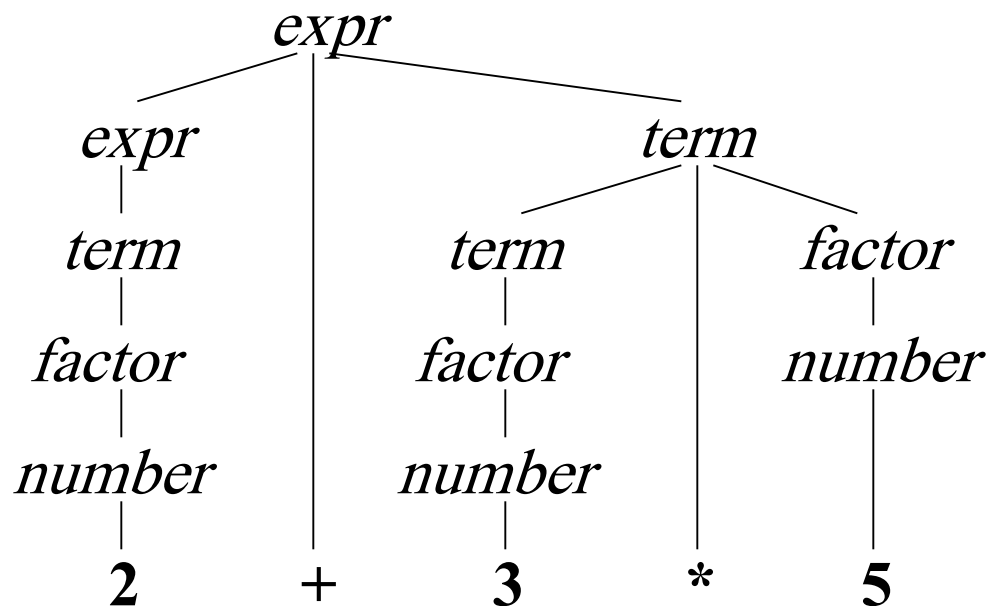 expr
expr term
term term factor
factor factor number
number number
2 + 3 * 5